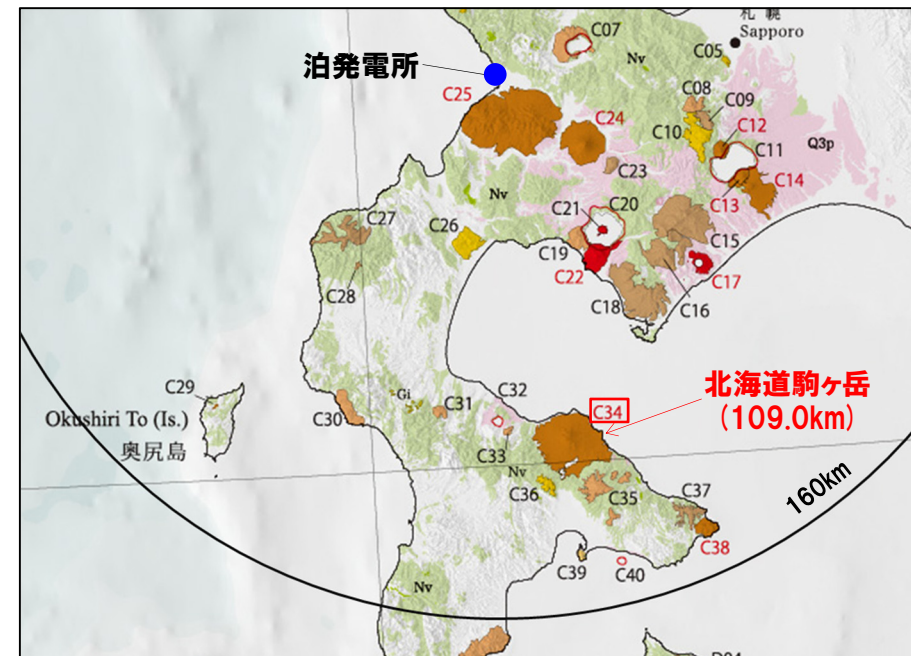 札 幌
Sapporo
C07
Nv
C05
泊発電所
C25
C08
C09
C24
C10
C12
C11
Q3p
C23
C14
C13
Nv
C20
C21
C27
C26
C19
C15
C22
C17
C28
C18
C16
C29
C32
北海道駒ヶ岳
(109.0km)
C34
Gi
C31
Okushiri To (Is.)
C30
奥尻島
C33
Nv
C36
C35
C37
160km
C38
C39
C40
Nv